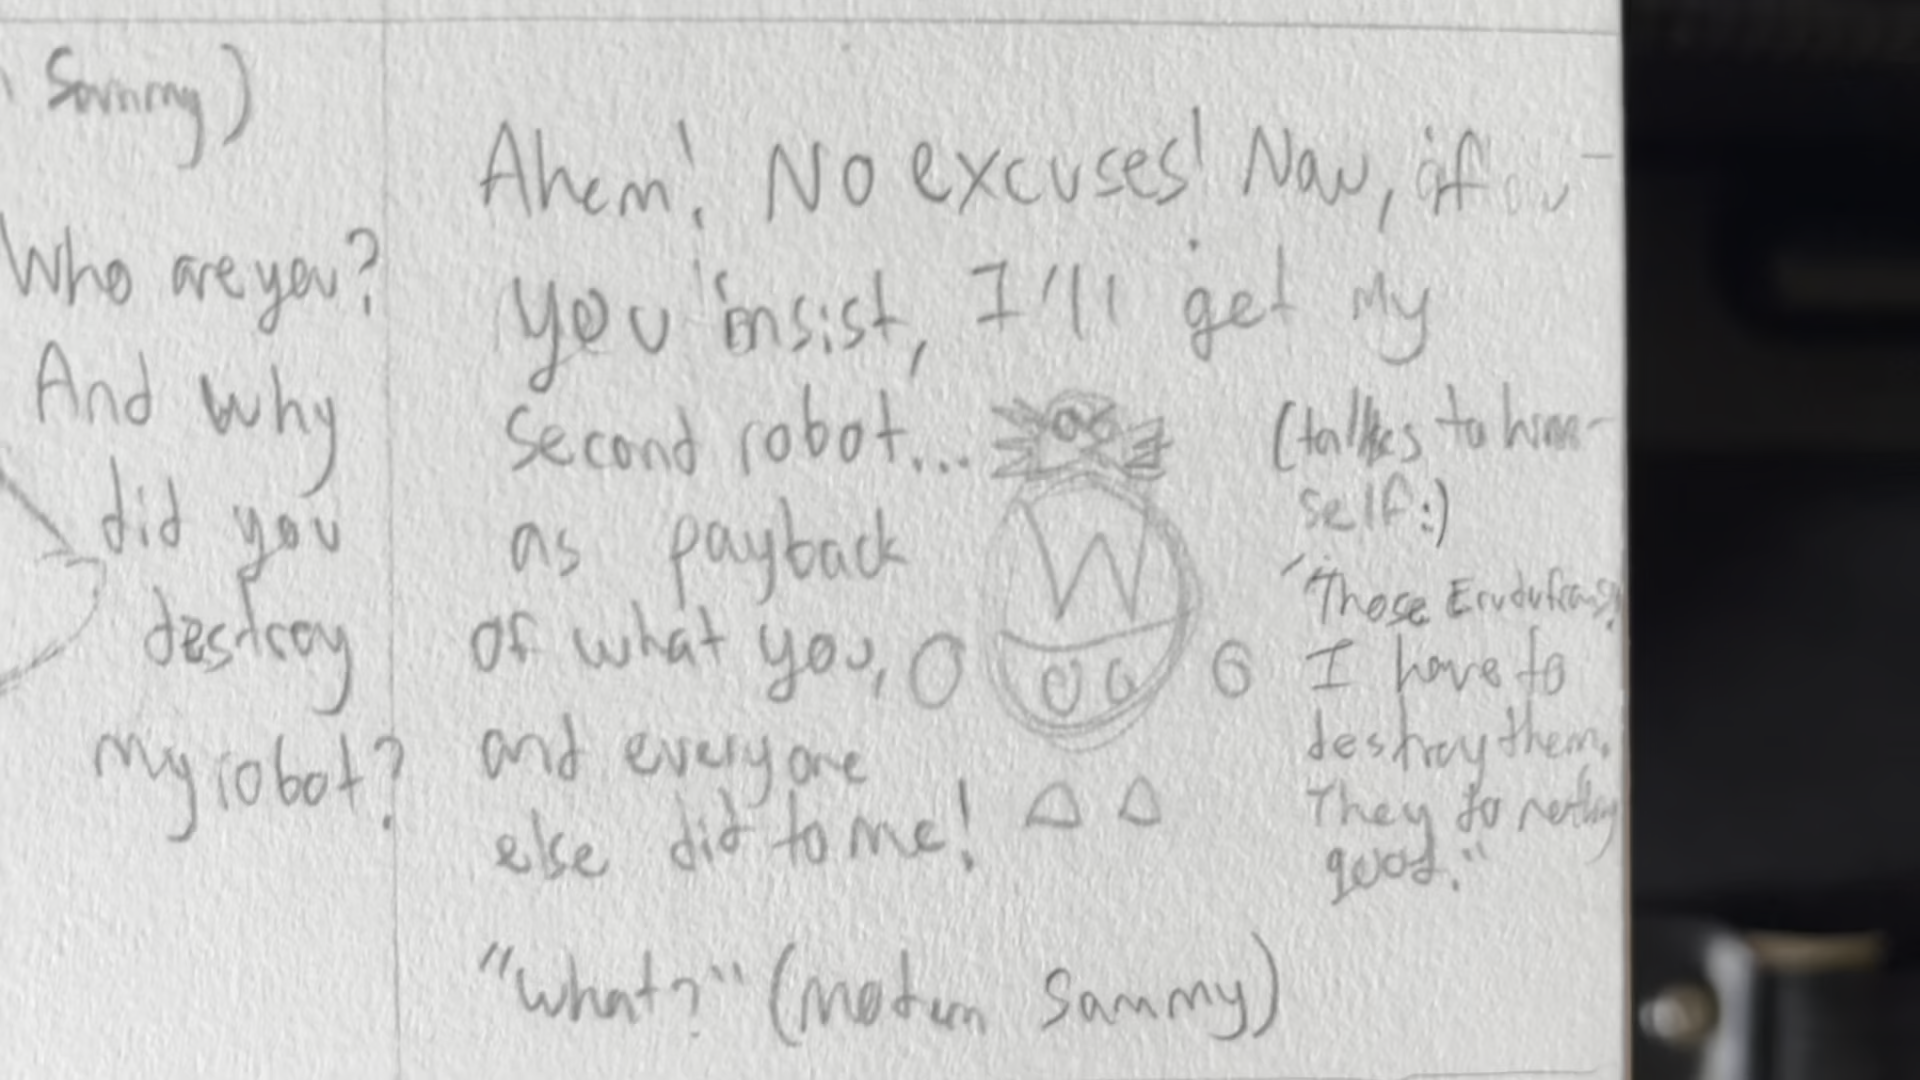 Sammy)
Who are you?
And why
did you
destroy
my robot?
Ahem! No excuses! Now, if
you insist, I'll get my
second robot...
as payback
of what you,
and everyone
else did to me!
W
(talks to him-
self:)
"Those
I have to
destroy them.
They do nothing
good."
"What?" (Modem Sammy)